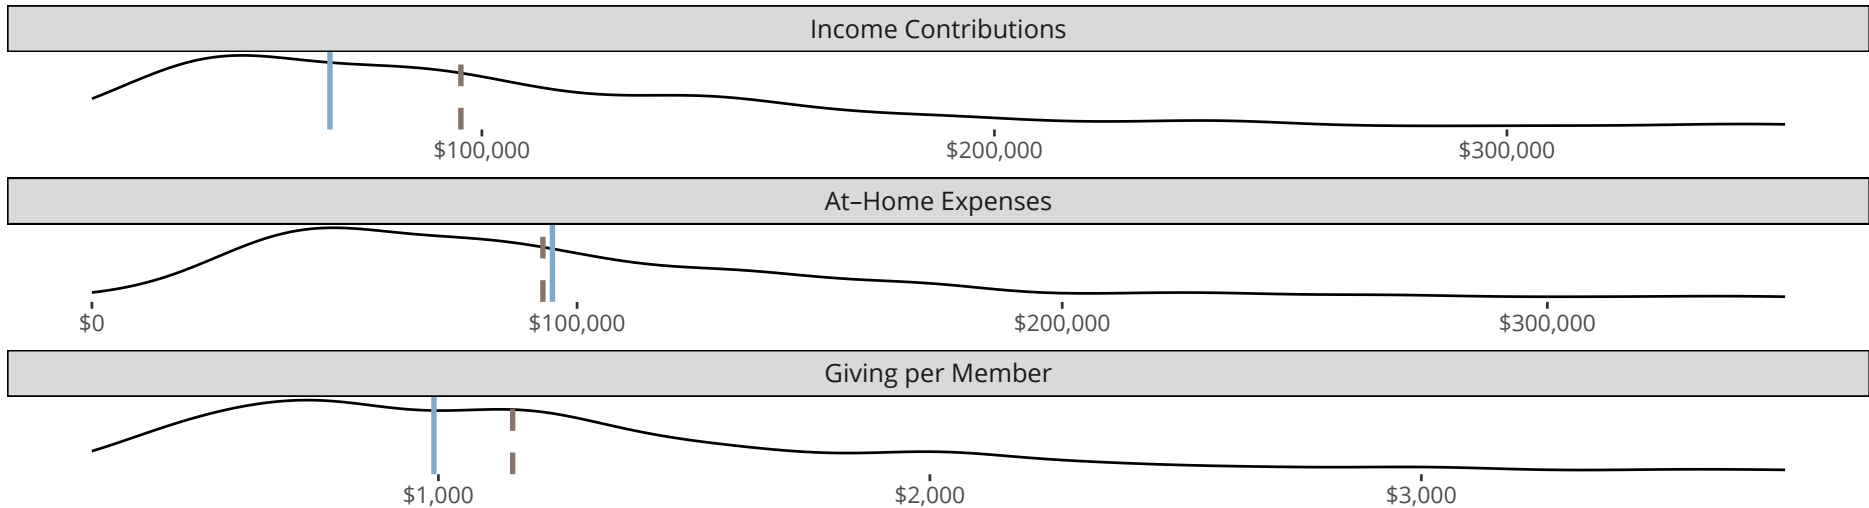 Income Contributions
$100,000 $200,000 $300,000
At–Home Expenses
$0 $100,000 $200,000 $300,000
Giving per Member
$1,000 $2,000 $3,000